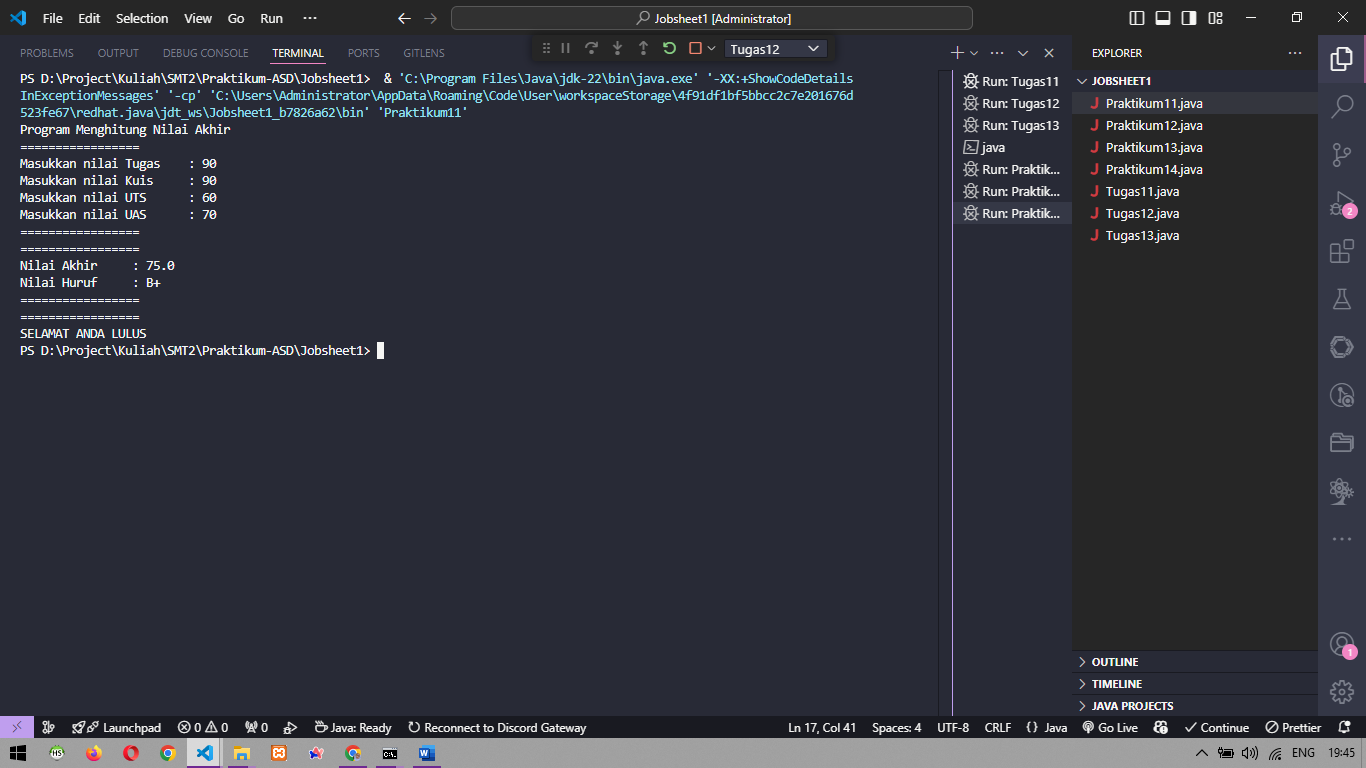 File Edit Selection View Go Run ··· Jobsheet1 [Administrator]
PROBLEMS OUTPUT DEBUG CONSOLE TERMINAL PORTS GITLENS
Tugas12
PS D:\Project\Kuliah\SMT2\Praktikum-ASD\Jobsheet1>  & 'C:\Program Files\Java\jdk-22\bin\java.exe' '-XX:+ShowCodeDetails
InExceptionMessages' '-cp' 'C:\Users\Administrator\AppData\Roaming\Code\User\workspaceStorage\4f91df1bf5bbcc2c7e201676d
523fe67\redhat.java\jdt_ws\Jobsheet1_b7826a62\bin' 'Praktikum11'
Program Menghitung Nilai Akhir
=================
Masukkan nilai Tugas    : 90
Masukkan nilai Kuis     : 90
Masukkan nilai UTS      : 60
Masukkan nilai UAS      : 70
=================
=================
Nilai Akhir     : 75.0
Nilai Huruf     : B+
=================
=================
SELAMAT ANDA LULUS
PS D:\Project\Kuliah\SMT2\Praktikum-ASD\Jobsheet1>
Run: Tugas11
Run: Tugas12
Run: Tugas13
java
Run: Praktik...
Run: Praktik...
Run: Praktik...
EXPLORER
JOBSHEET1
J Praktikum11.java
J Praktikum12.java
J Praktikum13.java
J Praktikum14.java
J Tugas11.java
J Tugas12.java
J Tugas13.java
OUTLINE
TIMELINE
JAVA PROJECTS
2
1
Launchpad 0 0 0 Java: Ready Reconnect to Discord Gateway Ln 17, Col 41 Spaces: 4 UTF-8 CRLF {} Java Go Live Continue Prettier
HS W ENG 19:45